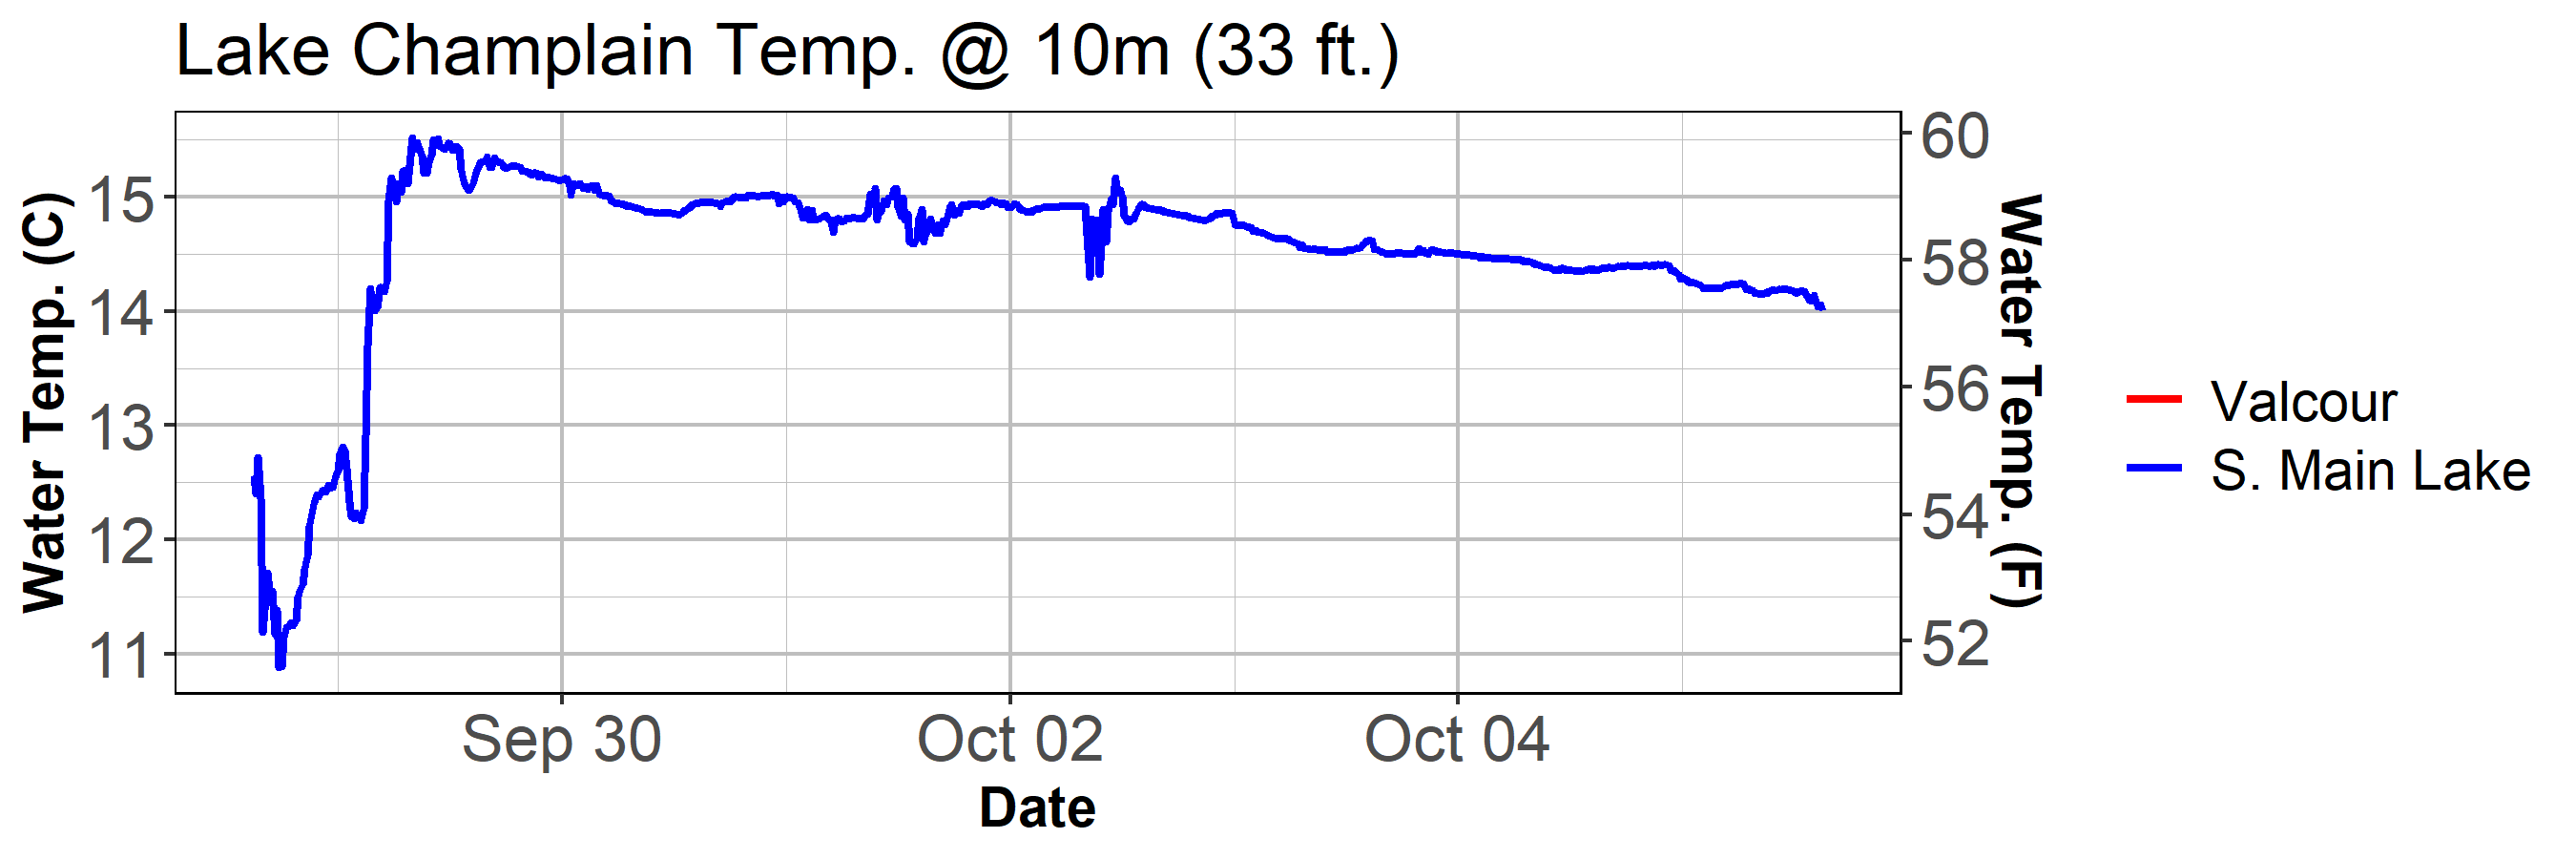 Lake Champlain Temp. @ 10m (33 ft.)
Water Temp. (C)
15
14
13
12
11
60
58
56
54
52
Water Temp. (F)
Sep 30
Oct 02
Oct 04
Date
Valcour
S. Main Lake